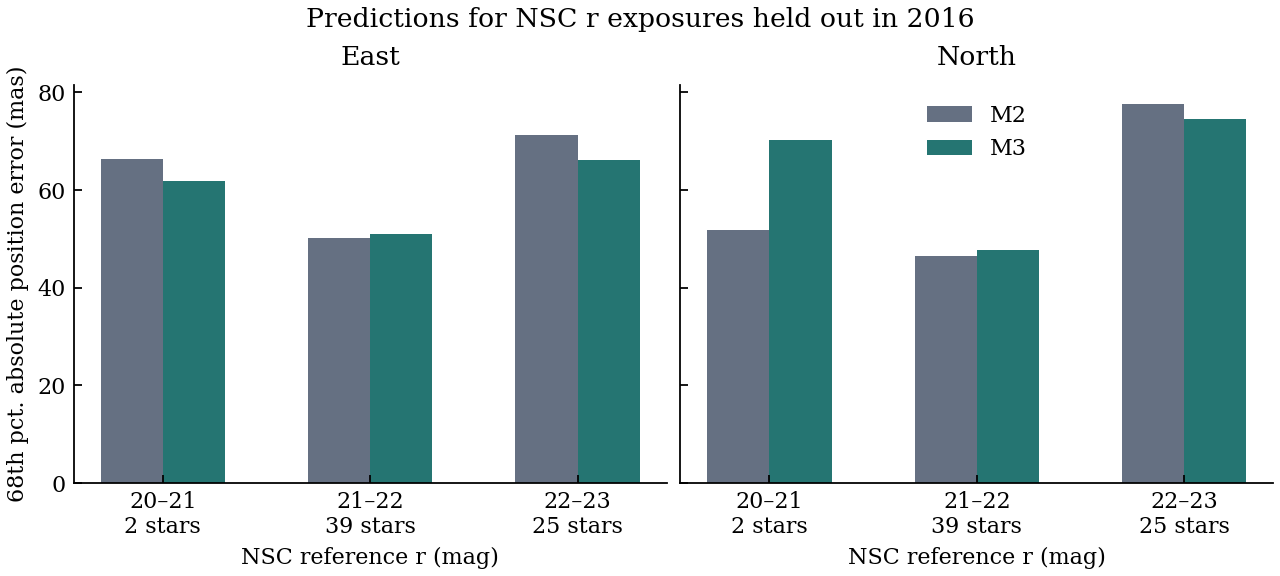 Predictions for NSC r exposures held out in 2016
East
North
68th pct. absolute position error (mas)
80
60
40
20
0
M2
M3
20–21
2 stars
21–22
39 stars
22–23
25 stars
NSC reference r (mag)
20–21
2 stars
21–22
39 stars
22–23
25 stars
NSC reference r (mag)